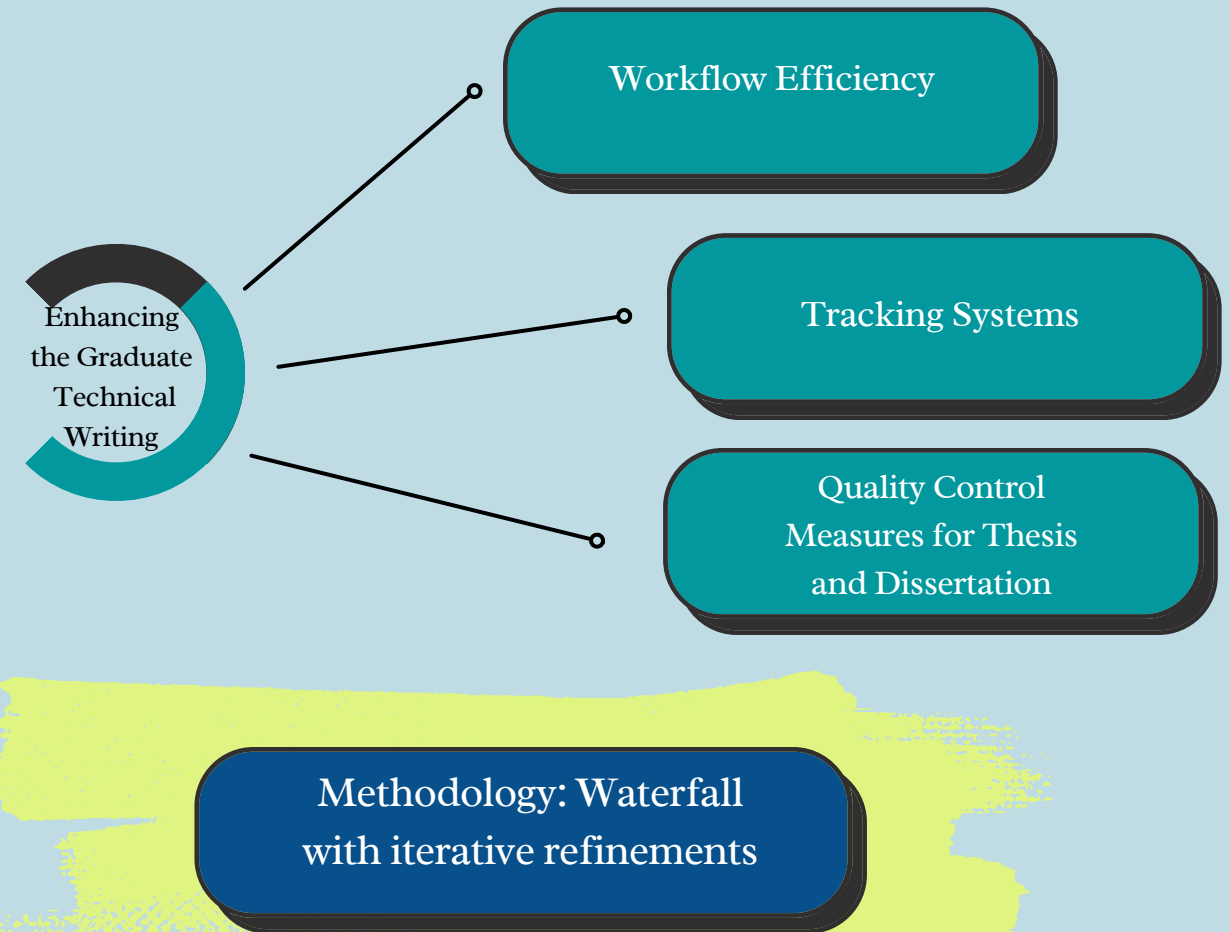 Workflow Efficiency
Enhancing
the Graduate
Technical
Writing
Tracking Systems
Quality Control
Measures for Thesis
and Dissertation
Methodology: Waterfall
with iterative refinements